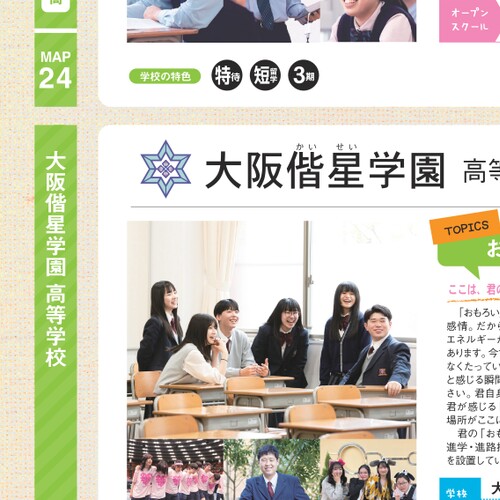 高
MAP
24
学校の特色
特待
短留学
3期
オープン
スクール
大阪偕星学園 高等学校
かいせい
大阪偕星学園 高等
TOPICS
お
ここは、君の
「おもろい
感情。だから
エネルギーが
あります。今
なくたってい
と感じる瞬間
さい。君自身
君が感じる「
場所がここに
君の「おも
進学・進路
を設置してい
学校